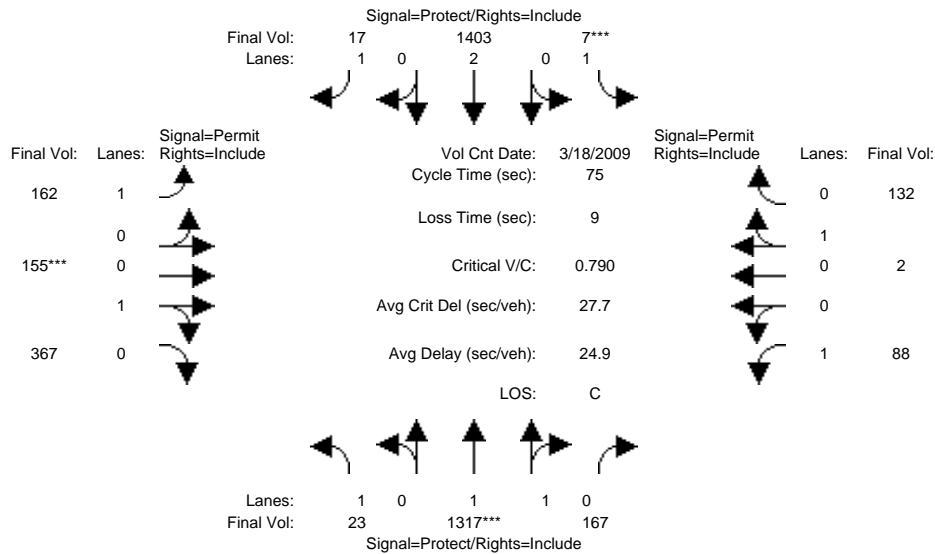 Signal=Protect/Rights=Include
Final Vol: 17 1403 7***
Lanes: 1 0 2 0 1
Signal=Permit
Final Vol: Lanes: Rights=Include
Vol Cnt Date: 3/18/2009
Signal=Permit
Rights=Include Lanes: Final Vol:
Cycle Time (sec): 75
162 1
0 132
Loss Time (sec): 9
0
1
155*** 0
Critical V/C: 0.790
0 2
1
Avg Crit Del (sec/veh): 27.7
0
367 0
Avg Delay (sec/veh): 24.9
1 88
LOS: C
Lanes: 1 0 1 1 0
Final Vol: 23 1317*** 167
Signal=Protect/Rights=Include